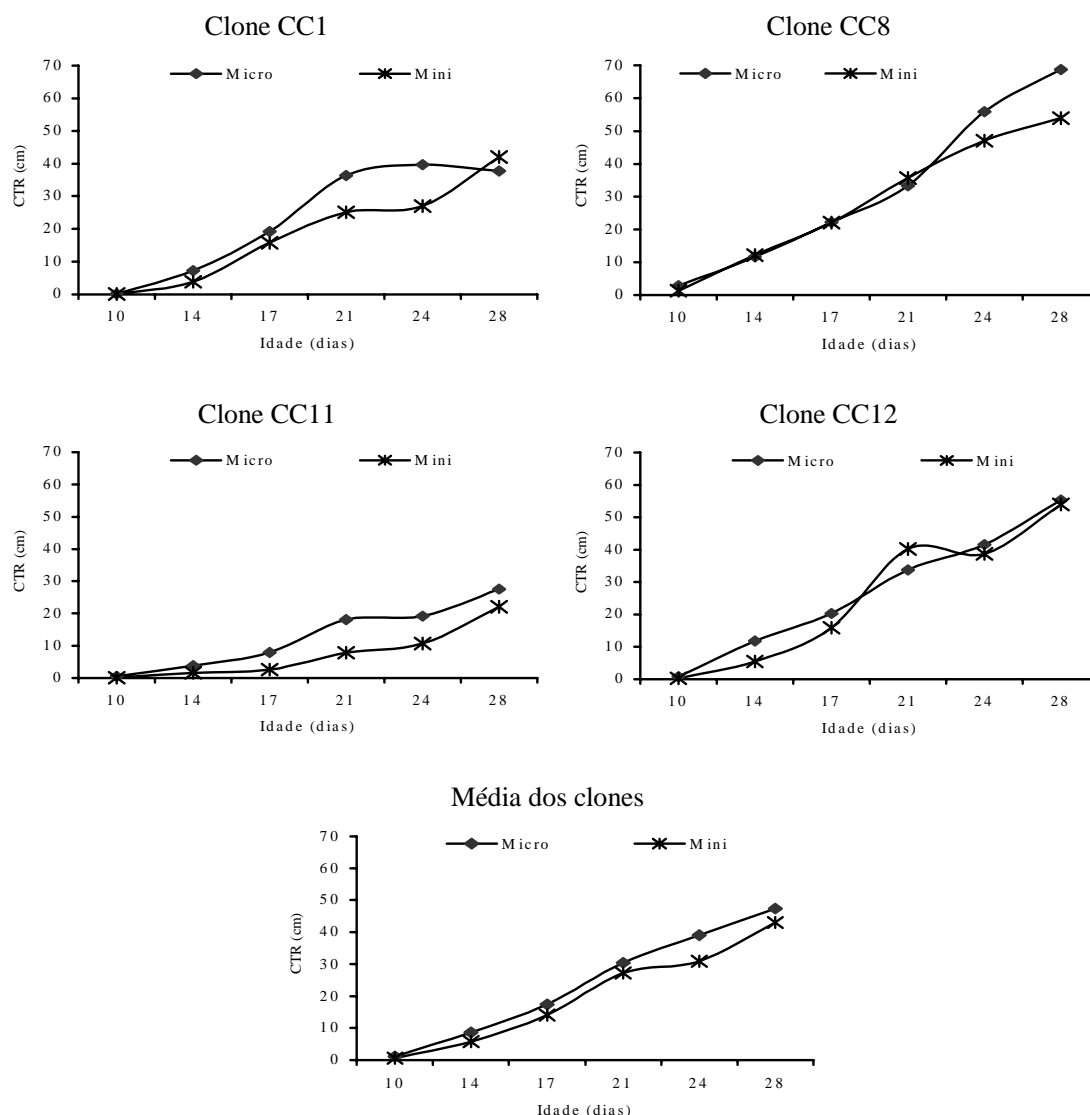 Clone CC1
Micro Mini
70
60
50
40
30
20
10
0
CTR (cm)
10 14 17 21 24 28
Idade (dias)
Clone CC8
Micro Mini
70
60
50
40
30
20
10
0
CTR (cm)
10 14 17 21 24 28
Idade (dias)
Clone CC11
Micro Mini
70
60
50
40
30
20
10
0
CTR (cm)
10 14 17 21 24 28
Idade (dias)
Clone CC12
Micro Mini
70
60
50
40
30
20
10
0
CTR (cm)
10 14 17 21 24 28
Idade (dias)
Média dos clones
Micro Mini
70
60
50
40
30
20
10
0
CTR (cm)
10 14 17 21 24 28
Idade (dias)